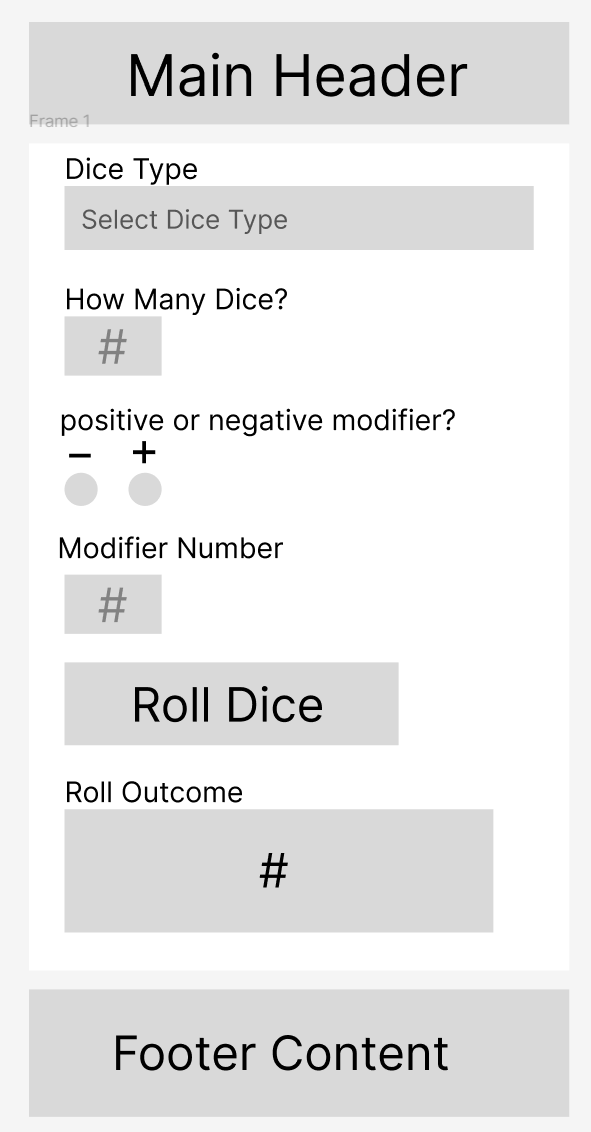 Main Header
Frame 1
Dice Type
Select Dice Type
How Many Dice?
#
positive or negative modifier?
- +
Modifier Number
#
Roll Dice
Roll Outcome
#
Footer Content